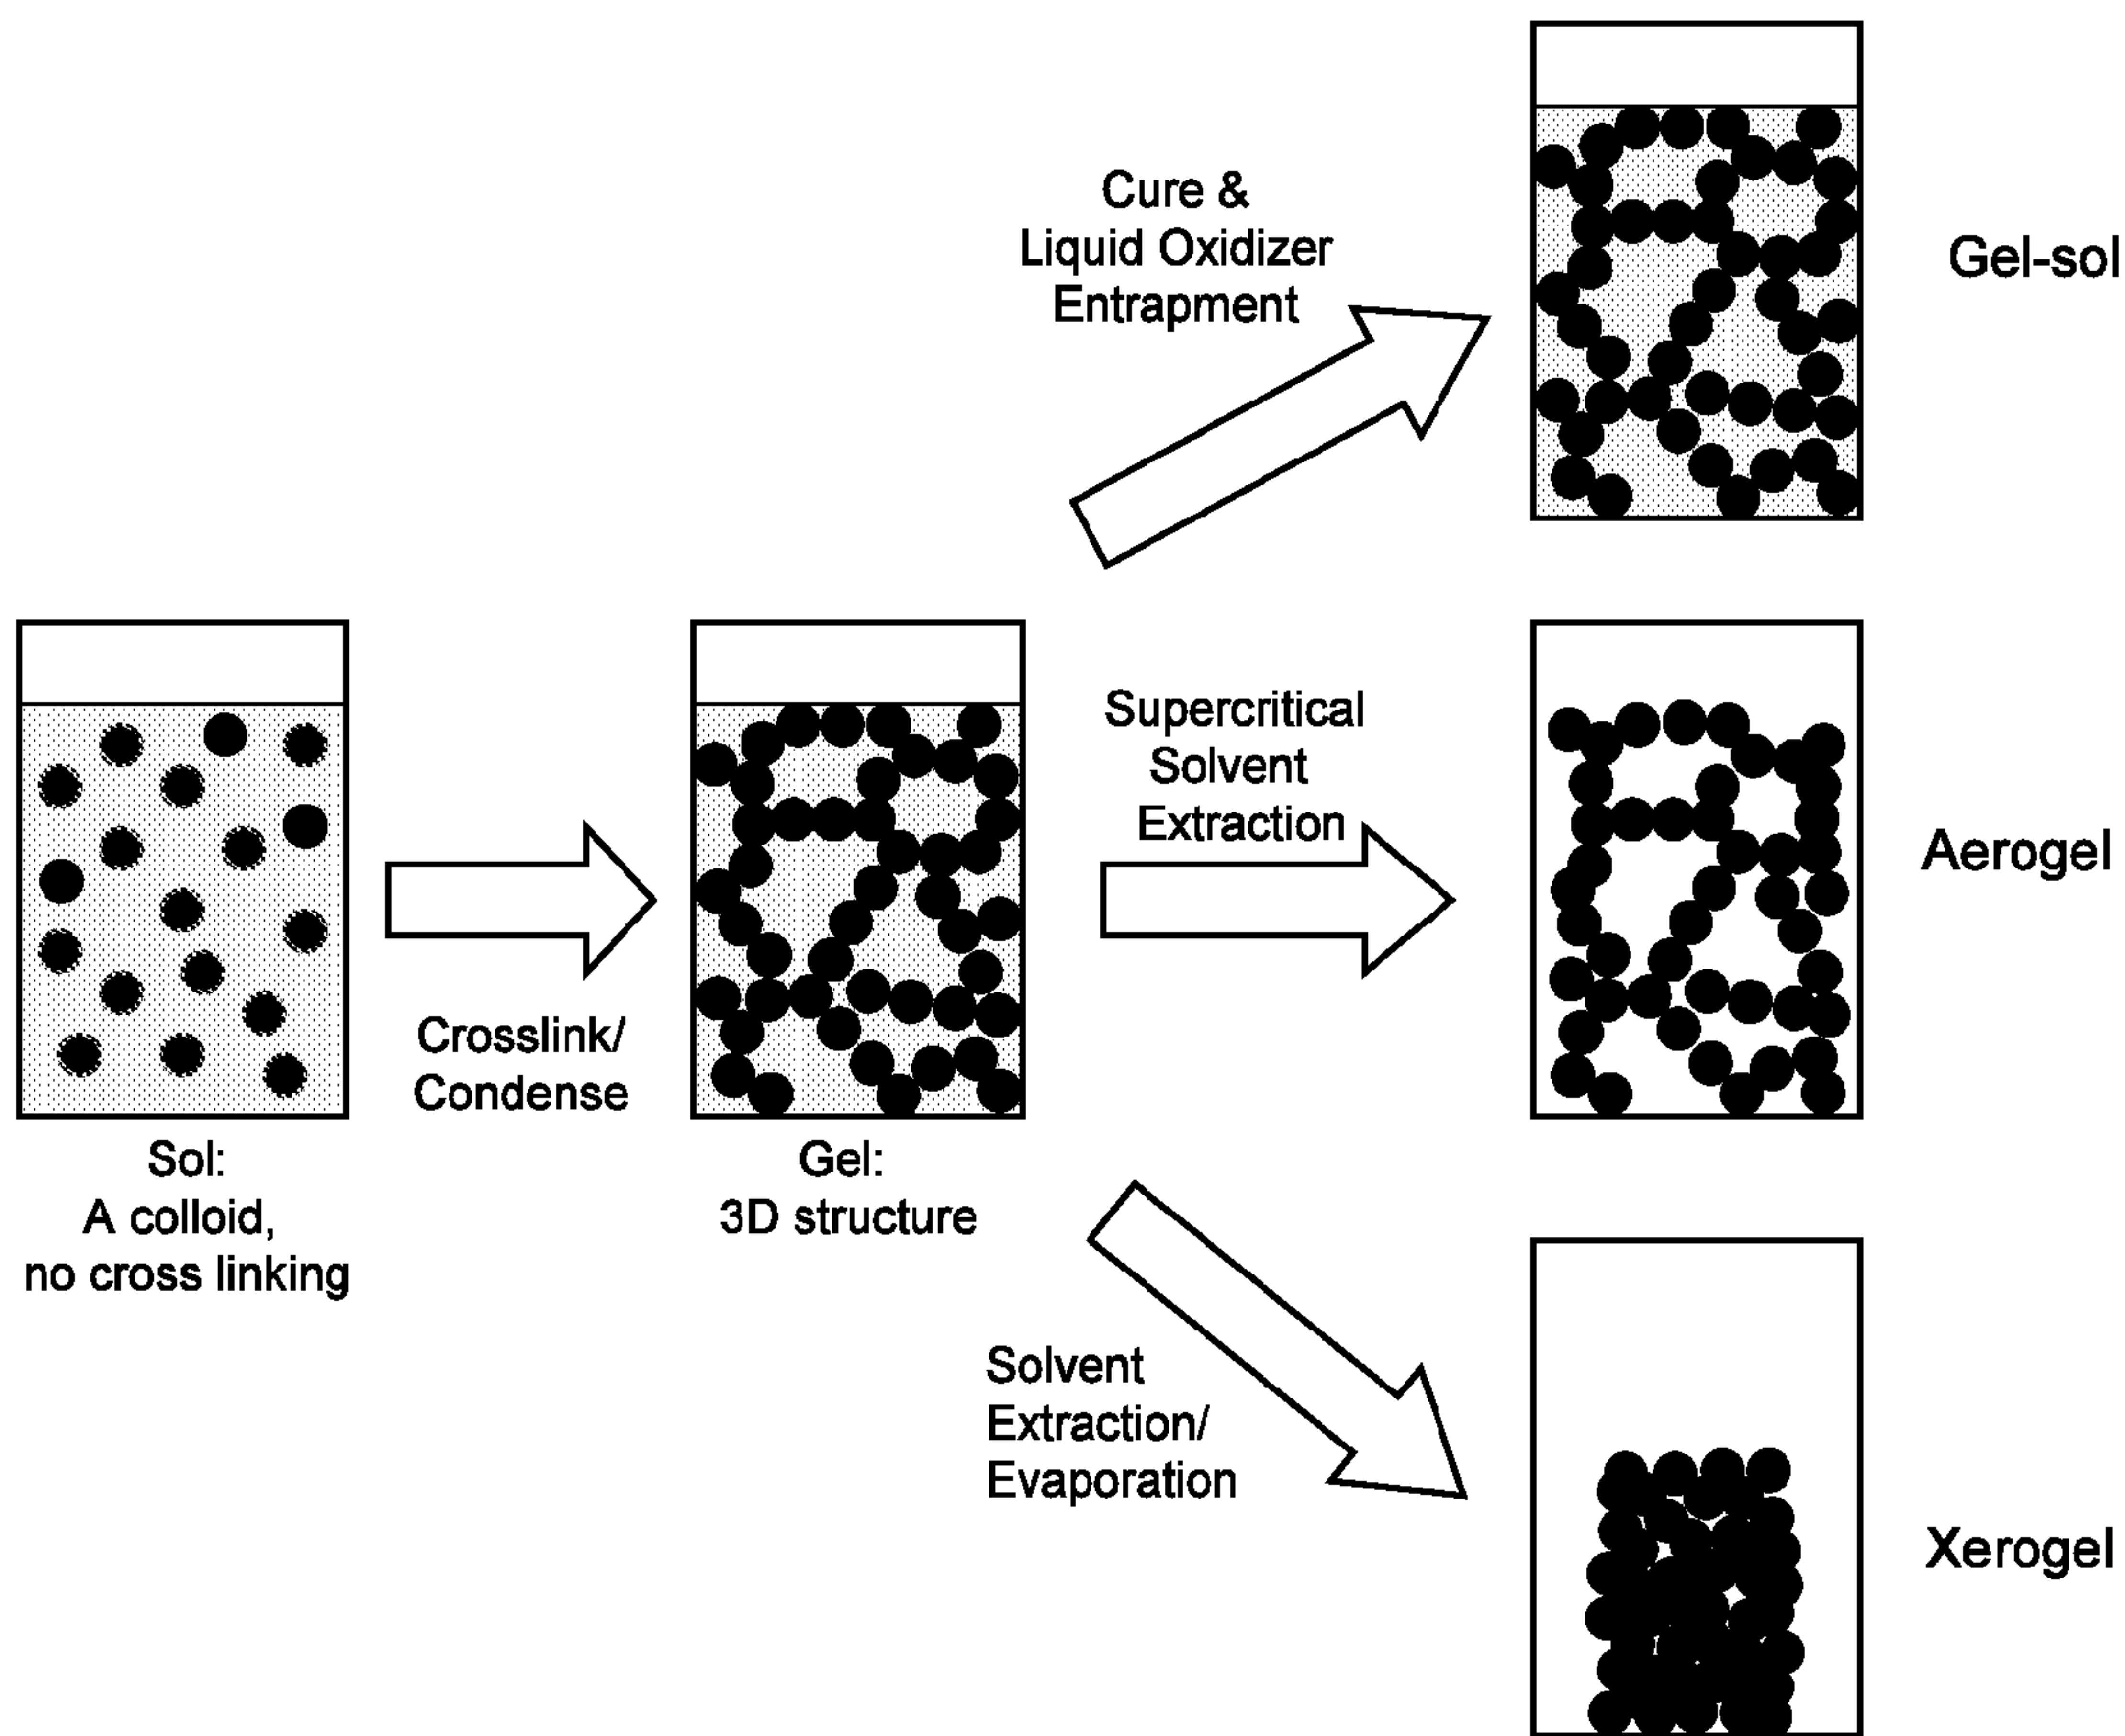 Cure &
Liquid Oxidizer
Entrapment
Gel-sol
Supercritical
Solvent
Extraction
Aerogel
Crosslink/
Condense
Sol:
A colloid,
no cross linking
Gel:
3D structure
Solvent
Extraction/
Evaporation
Xerogel